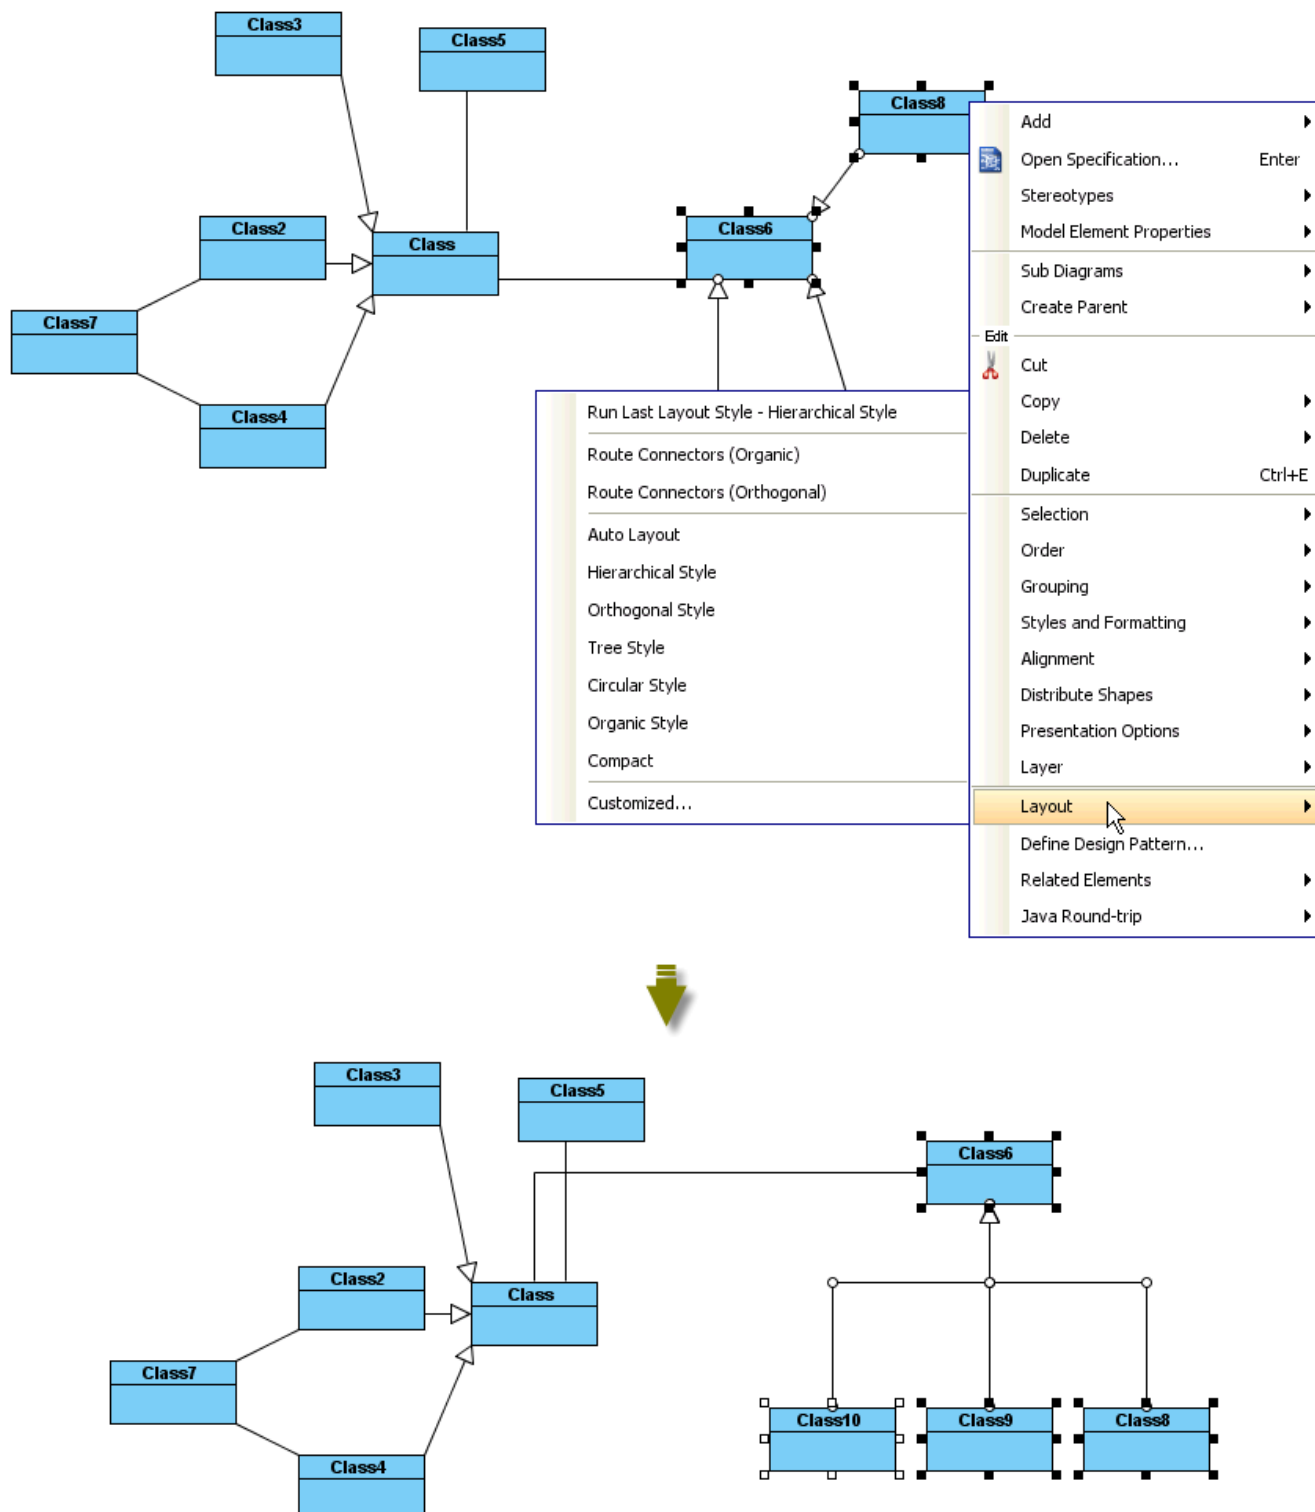 Class3
Class5
Class8
Class2
Class
Class6
Class7
Class4
Add
Open Specification... Enter
Stereotypes
Model Element Properties
Sub Diagrams
Create Parent
Edit
Cut
Copy
Delete
Duplicate Ctrl+E
Selection
Order
Grouping
Styles and Formatting
Alignment
Distribute Shapes
Presentation Options
Layer
Layout
Define Design Pattern...
Related Elements
Java Round-trip
Run Last Layout Style - Hierarchical Style
Route Connectors (Organic)
Route Connectors (Orthogonal)
Auto Layout
Hierarchical Style
Orthogonal Style
Tree Style
Circular Style
Organic Style
Compact
Customized...
Class3
Class5
Class6
Class2
Class
Class7
Class4
Class10
Class9
Class8